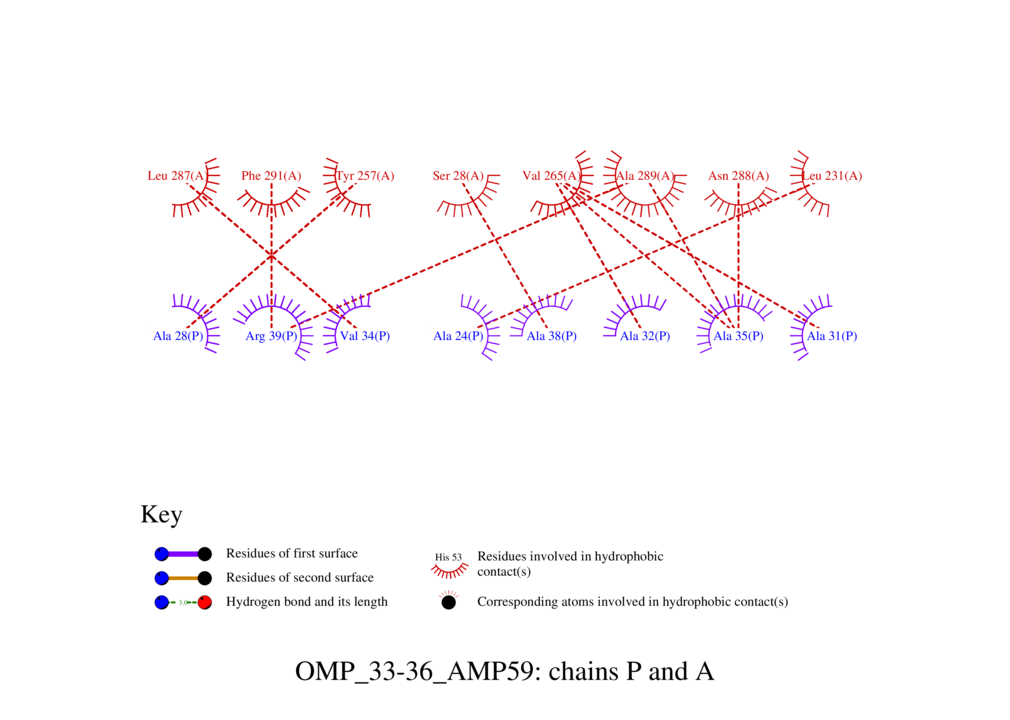 Leu 287(A) Phe 291(A) Tyr 257(A) Ser 28(A) Val 265(A) Ala 289(A) Asn 288(A) Leu 231(A)
Ala 28(P) Arg 39(P) Val 34(P) Ala 24(P) Ala 38(P) Ala 32(P) Ala 35(P) Ala 31(P)
Key
Residues of first surface
Residues of second surface
3.0
Hydrogen bond and its length
His 53
Residues involved in hydrophobic
contact(s)
Corresponding atoms involved in hydrophobic contact(s)
OMP_33-36_AMP59: chains P and A